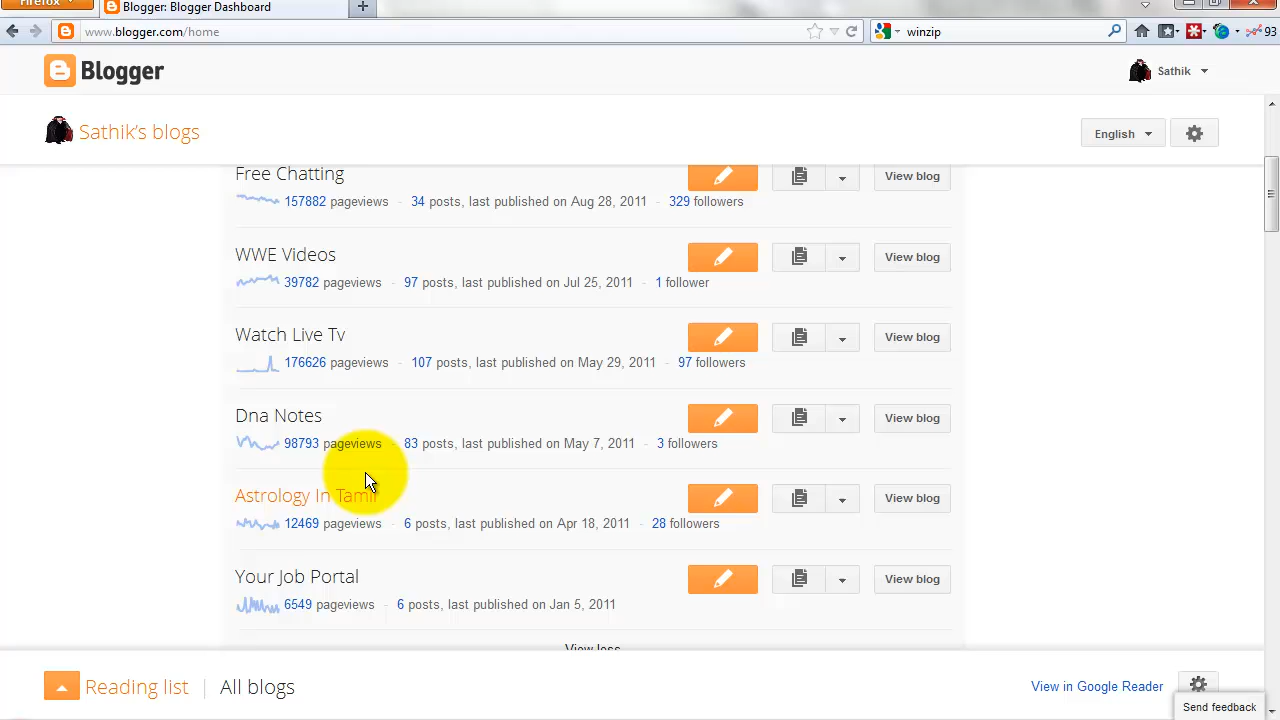 Firefox
Blogger: Blogger Dashboard
www.blogger.com/home
winzip
93
Blogger
Sathik
Sathik's blogs
English
Free Chatting
View blog
157882 pageviews - 34 posts, last published on Aug 28, 2011 - 329 followers
WWE Videos
View blog
39782 pageviews - 97 posts, last published on Jul 25, 2011 - 1 follower
Watch Live Tv
View blog
176626 pageviews - 107 posts, last published on May 29, 2011 - 97 followers
Dna Notes
View blog
98793 pageviews - 83 posts, last published on May 7, 2011 - 3 followers
Astrology In Tamil
View blog
12469 pageviews - 6 posts, last published on Apr 18, 2011 - 28 followers
Your Job Portal
View blog
6549 pageviews - 6 posts, last published on Jan 5, 2011
View less
Reading list | All blogs
View in Google Reader
Send feedback